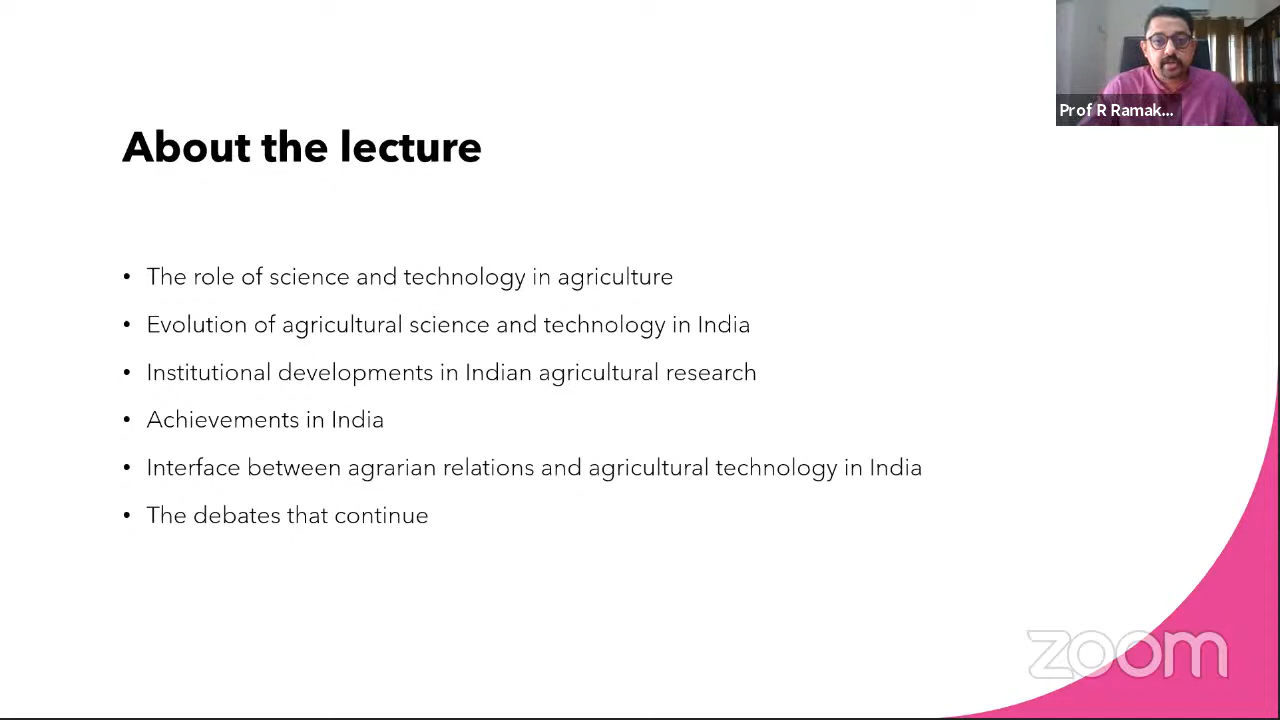 Prof R Ramak...
About the lecture
• The role of science and technology in agriculture
• Evolution of agricultural science and technology in India
• Institutional developments in Indian agricultural research
• Achievements in India
• Interface between agrarian relations and agricultural technology in India
• The debates that continue
zoom